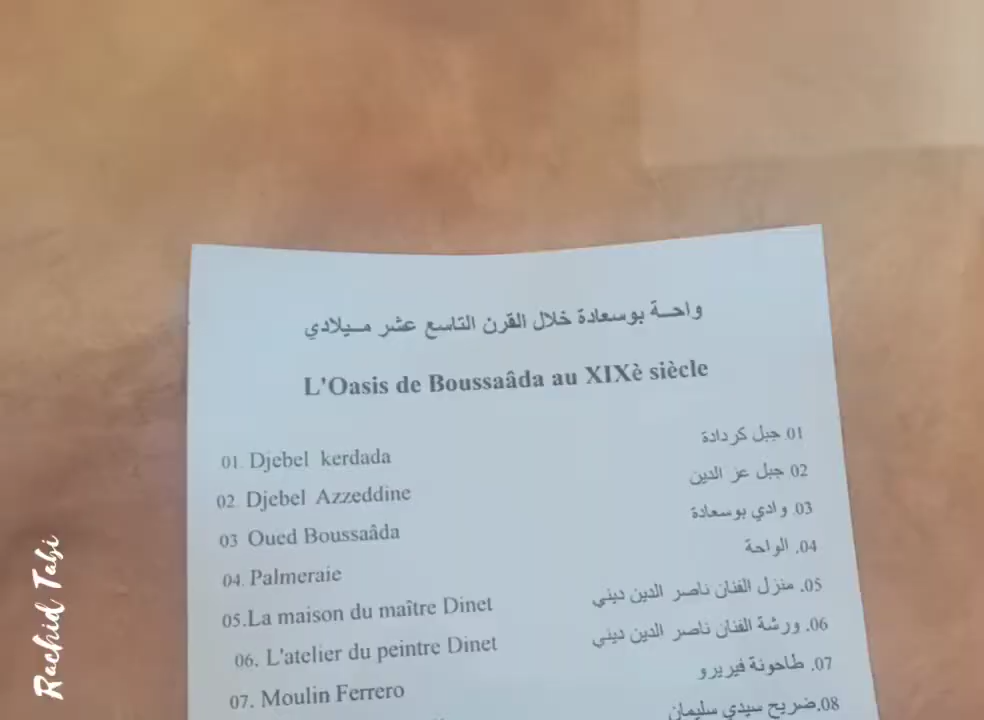 واحة بوسعادة خلال القرن التاسع عشر ميلادي
L'Oasis de Boussaâda au XIXè siècle
01. Djebel kerdada
01. جبل كردادة
02. Djebel Azzeddine
02. جبل عز الدين
03 Oued Boussaâda
03. وادي بوسعادة
04. Palmeraie
04. الواحة
05.La maison du maître Dinet
05. منزل الفنان ناصر الدين ديني
06. L'atelier du peintre Dinet
06. ورشة الفنان ناصر الدين ديني
07. Moulin Ferrero
07. طاحونة فيريرو
08.ضريح سيدي سليمان
Rachid Tabi